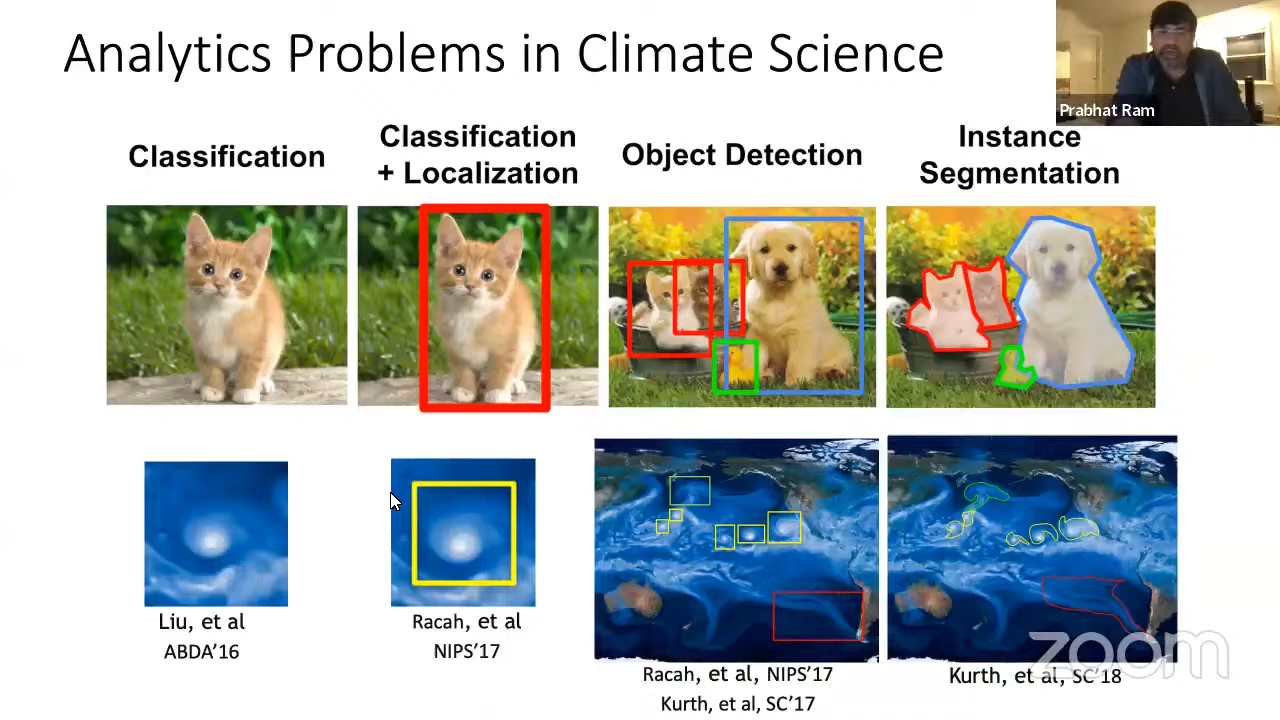 Analytics Problems in Climate Science
Prabhat Ram
Classification
Classification
+ Localization
Object Detection
Instance
Segmentation
Liu, et al
ABDA’16
Racah, et al
NIPS’17
Racah, et al, NIPS’17
Kurth, et al, SC’17
Kurth, et al, SC’18
zoom